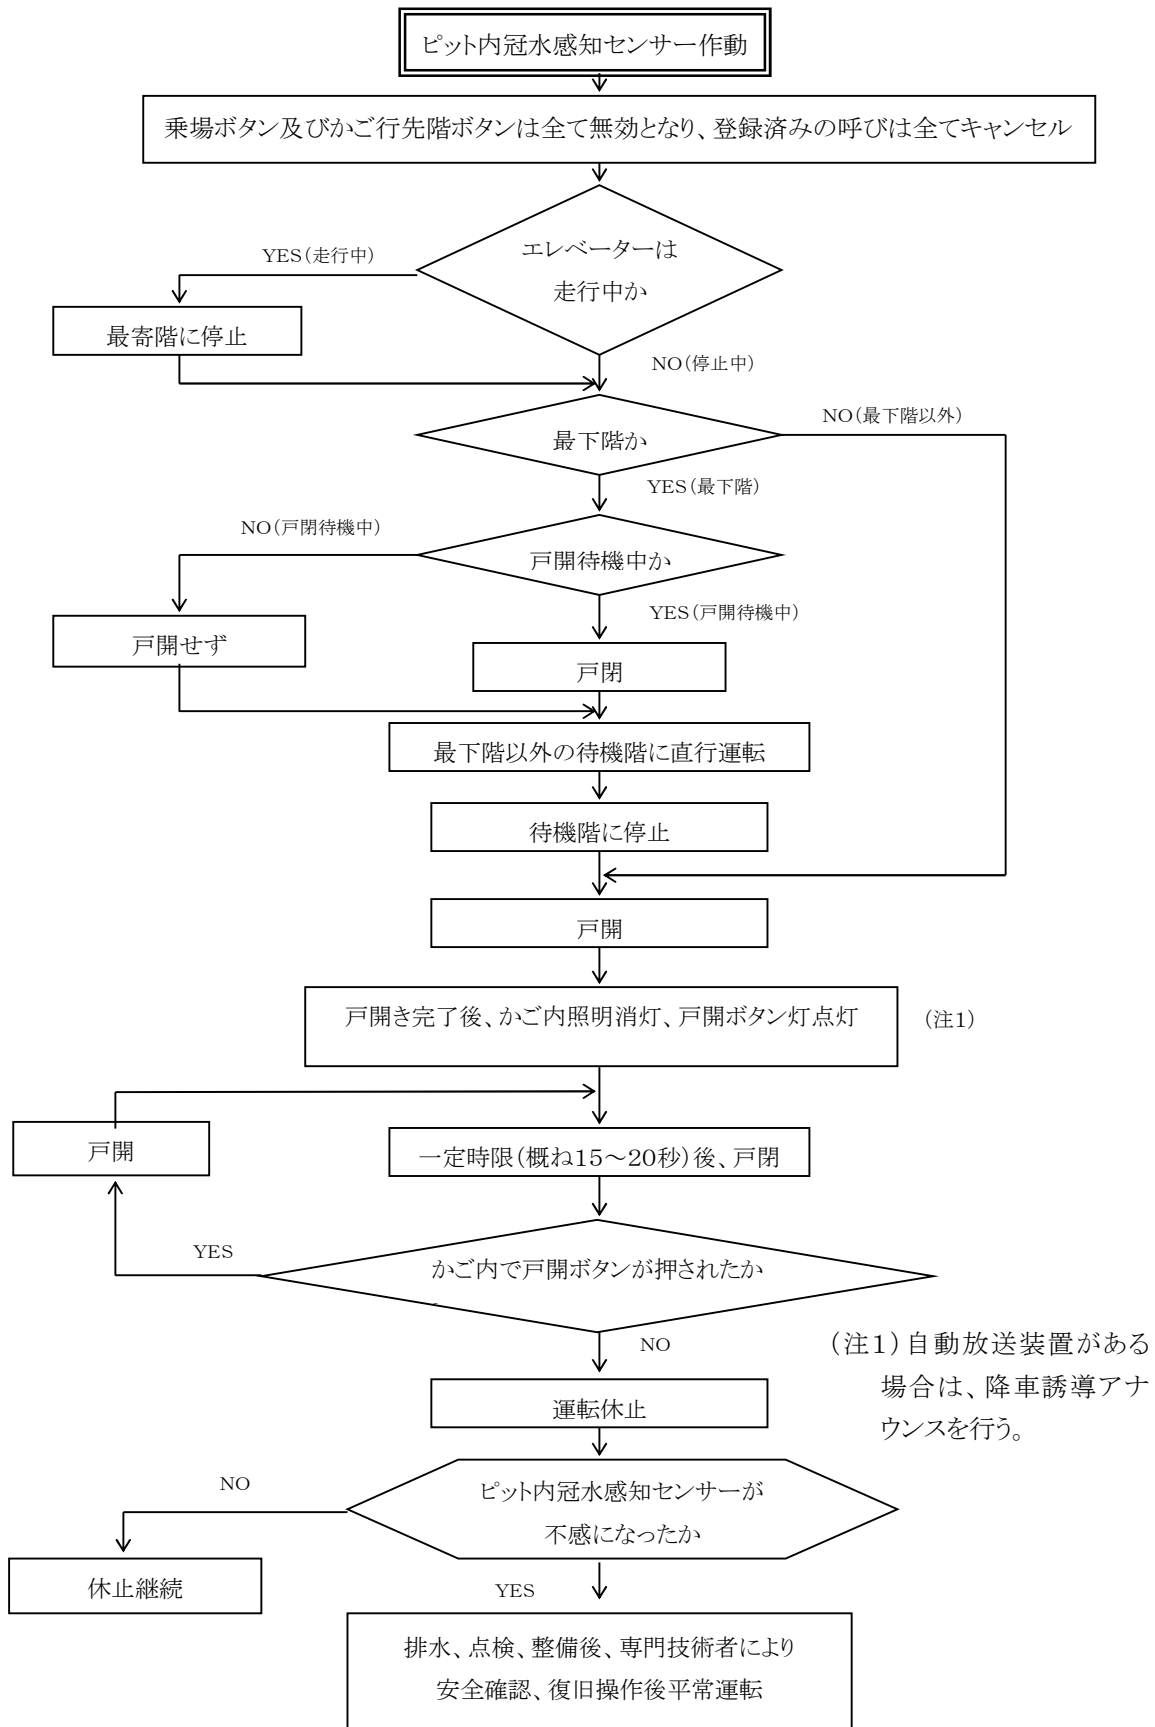 ピット内冠水感知センサー作動
乗場ボタン及びかご行先階ボタンは全て無効となり、登録済みの呼びは全てキャンセル
エレベーターは
走行中か
YES(走行中)
最寄階に停止
NO(停止中)
最下階か
NO(最下階以外)
YES(最下階)
戸開待機中か
NO(戸閉待機中)
YES(戸開待機中)
戸開せず
戸閉
最下階以外の待機階に直行運転
待機階に停止
戸開
戸開き完了後、かご内照明消灯、戸開ボタン灯点灯
(注1)
戸開
一定時限(概ね15～20秒)後、戸閉
YES
かご内で戸開ボタンが押されたか
NO
(注1)自動放送装置がある
場合は、降車誘導アナ
ウンスを行う。
運転休止
ピット内冠水感知センサーが
不感になったか
NO
休止継続
YES
排水、点検、整備後、専門技術者により
安全確認、復旧操作後平常運転